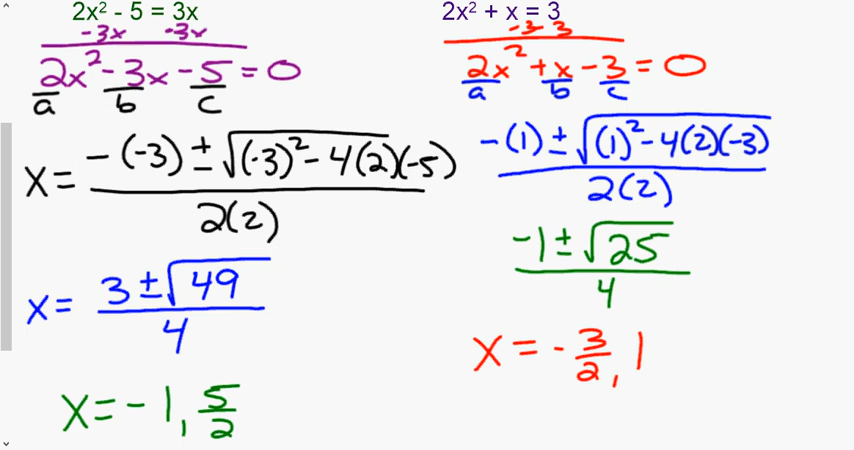 2x² - 5 = 3x
-3x -3x
2x² - 3x - 5 = 0
a b c
x = -(-3) ± √(-3)² - 4(2)(-5)
2(2)
x = 3 ± √49
4
x = -1, 5/2
2x² + x = 3
-3 -3
2x² + x - 3 = 0
a b c
-(1) ± √(1)² - 4(2)(-3)
2(2)
-1 ± √25
4
x = -3/2, 1